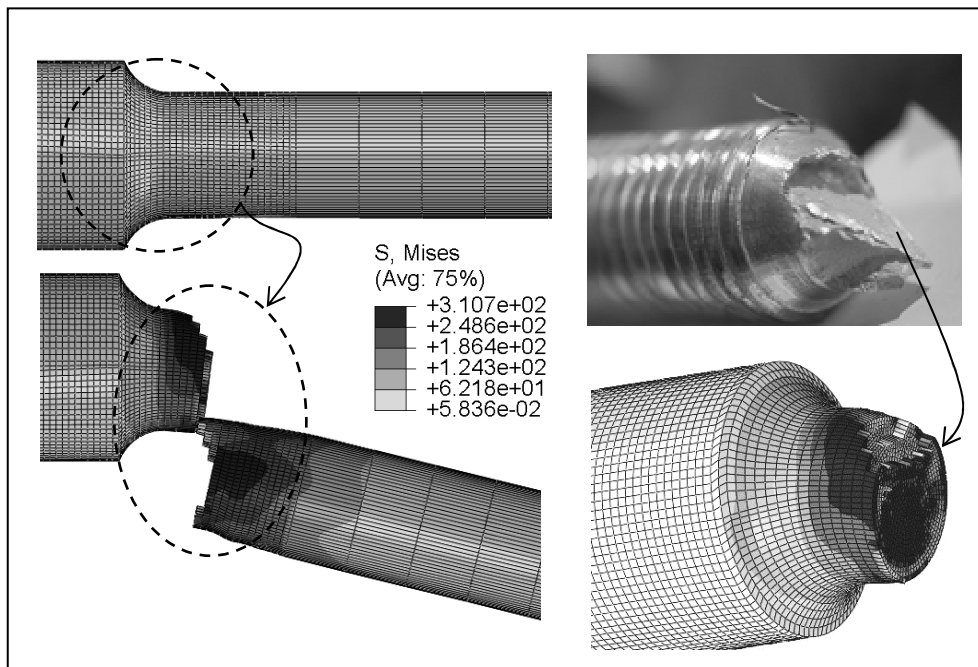 S, Mises
(Avg: 75%)
+3.107e+02
+2.486e+02
+1.864e+02
+1.243e+02
+6.218e+01
+5.836e-02